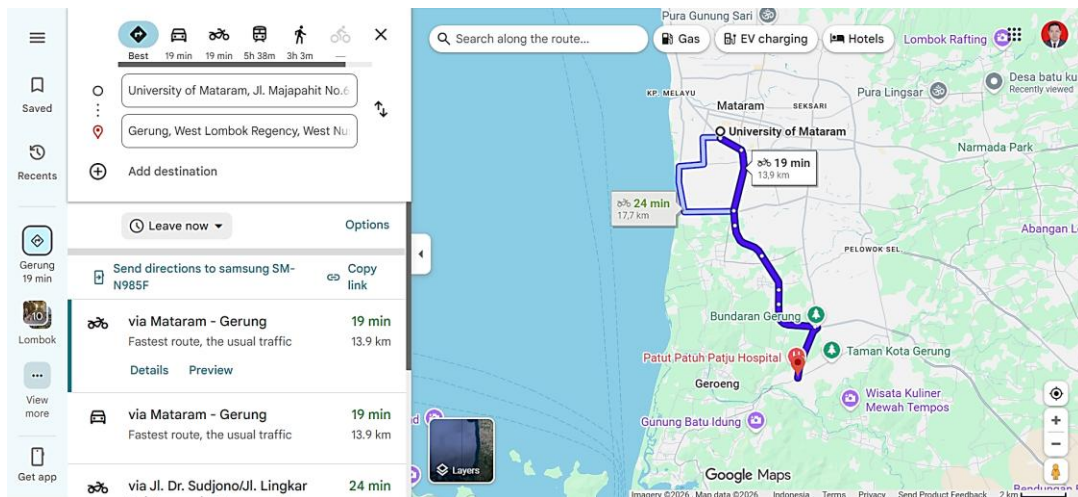 Saved
Recents
Gerung
19 min
10
Lombok
View
more
Get app
Best
19 min
19 min
5h 38m
3h 3m
—
University of Mataram, Jl. Majapahit No.6
Gerung, West Lombok Regency, West Nu
Add destination
Leave now
Options
Send directions to samsung SM-
N985F
Copy
link
via Mataram - Gerung
19 min
Fastest route, the usual traffic
13.9 km
Details
Preview
via Mataram - Gerung
19 min
Fastest route, the usual traffic
13.9 km
via Jl. Dr. Sudjono/Jl. Lingkar
24 min
Search along the route...
Gas
EV charging
Hotels
Pura Gunung Sari
Lombok Rafting
KP. MELAYU
Mataram
SEKSARI
Pura Lingsar
Desa batu ku
Recently viewed
University of Mataram
Narmada Park
19 min
13,9 km
24 min
17,7 km
Abangan L
PELOWOK SEL.
Bundaran Gerung
Patut Patuh Patju Hospital
Taman Kota Gerung
Geroeng
Wisata Kuliner
Mewah Tempos
Gunung Batu Idung
Layers
Google Maps
Imagery ©2026
Map data ©2026
Indonesia
Terms
Privacy
Send Product Feedback
2 km